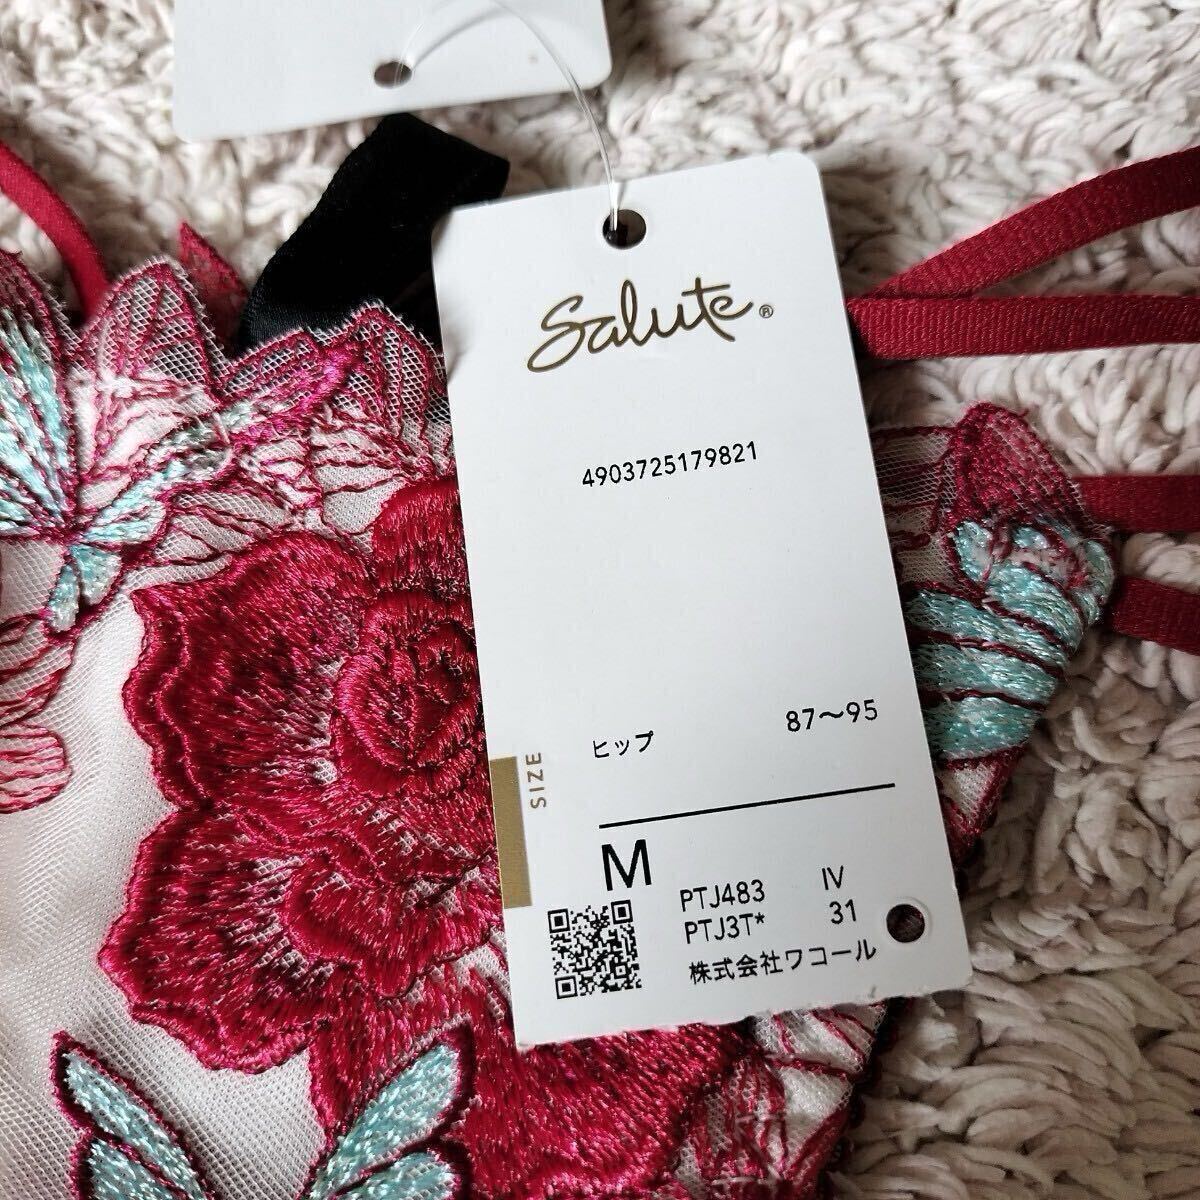 Salute®
4903725179821
ヒップ 87〜95
SIZE
M
PTJ483 IV
PTJ3T* 31
株式会社ワコール